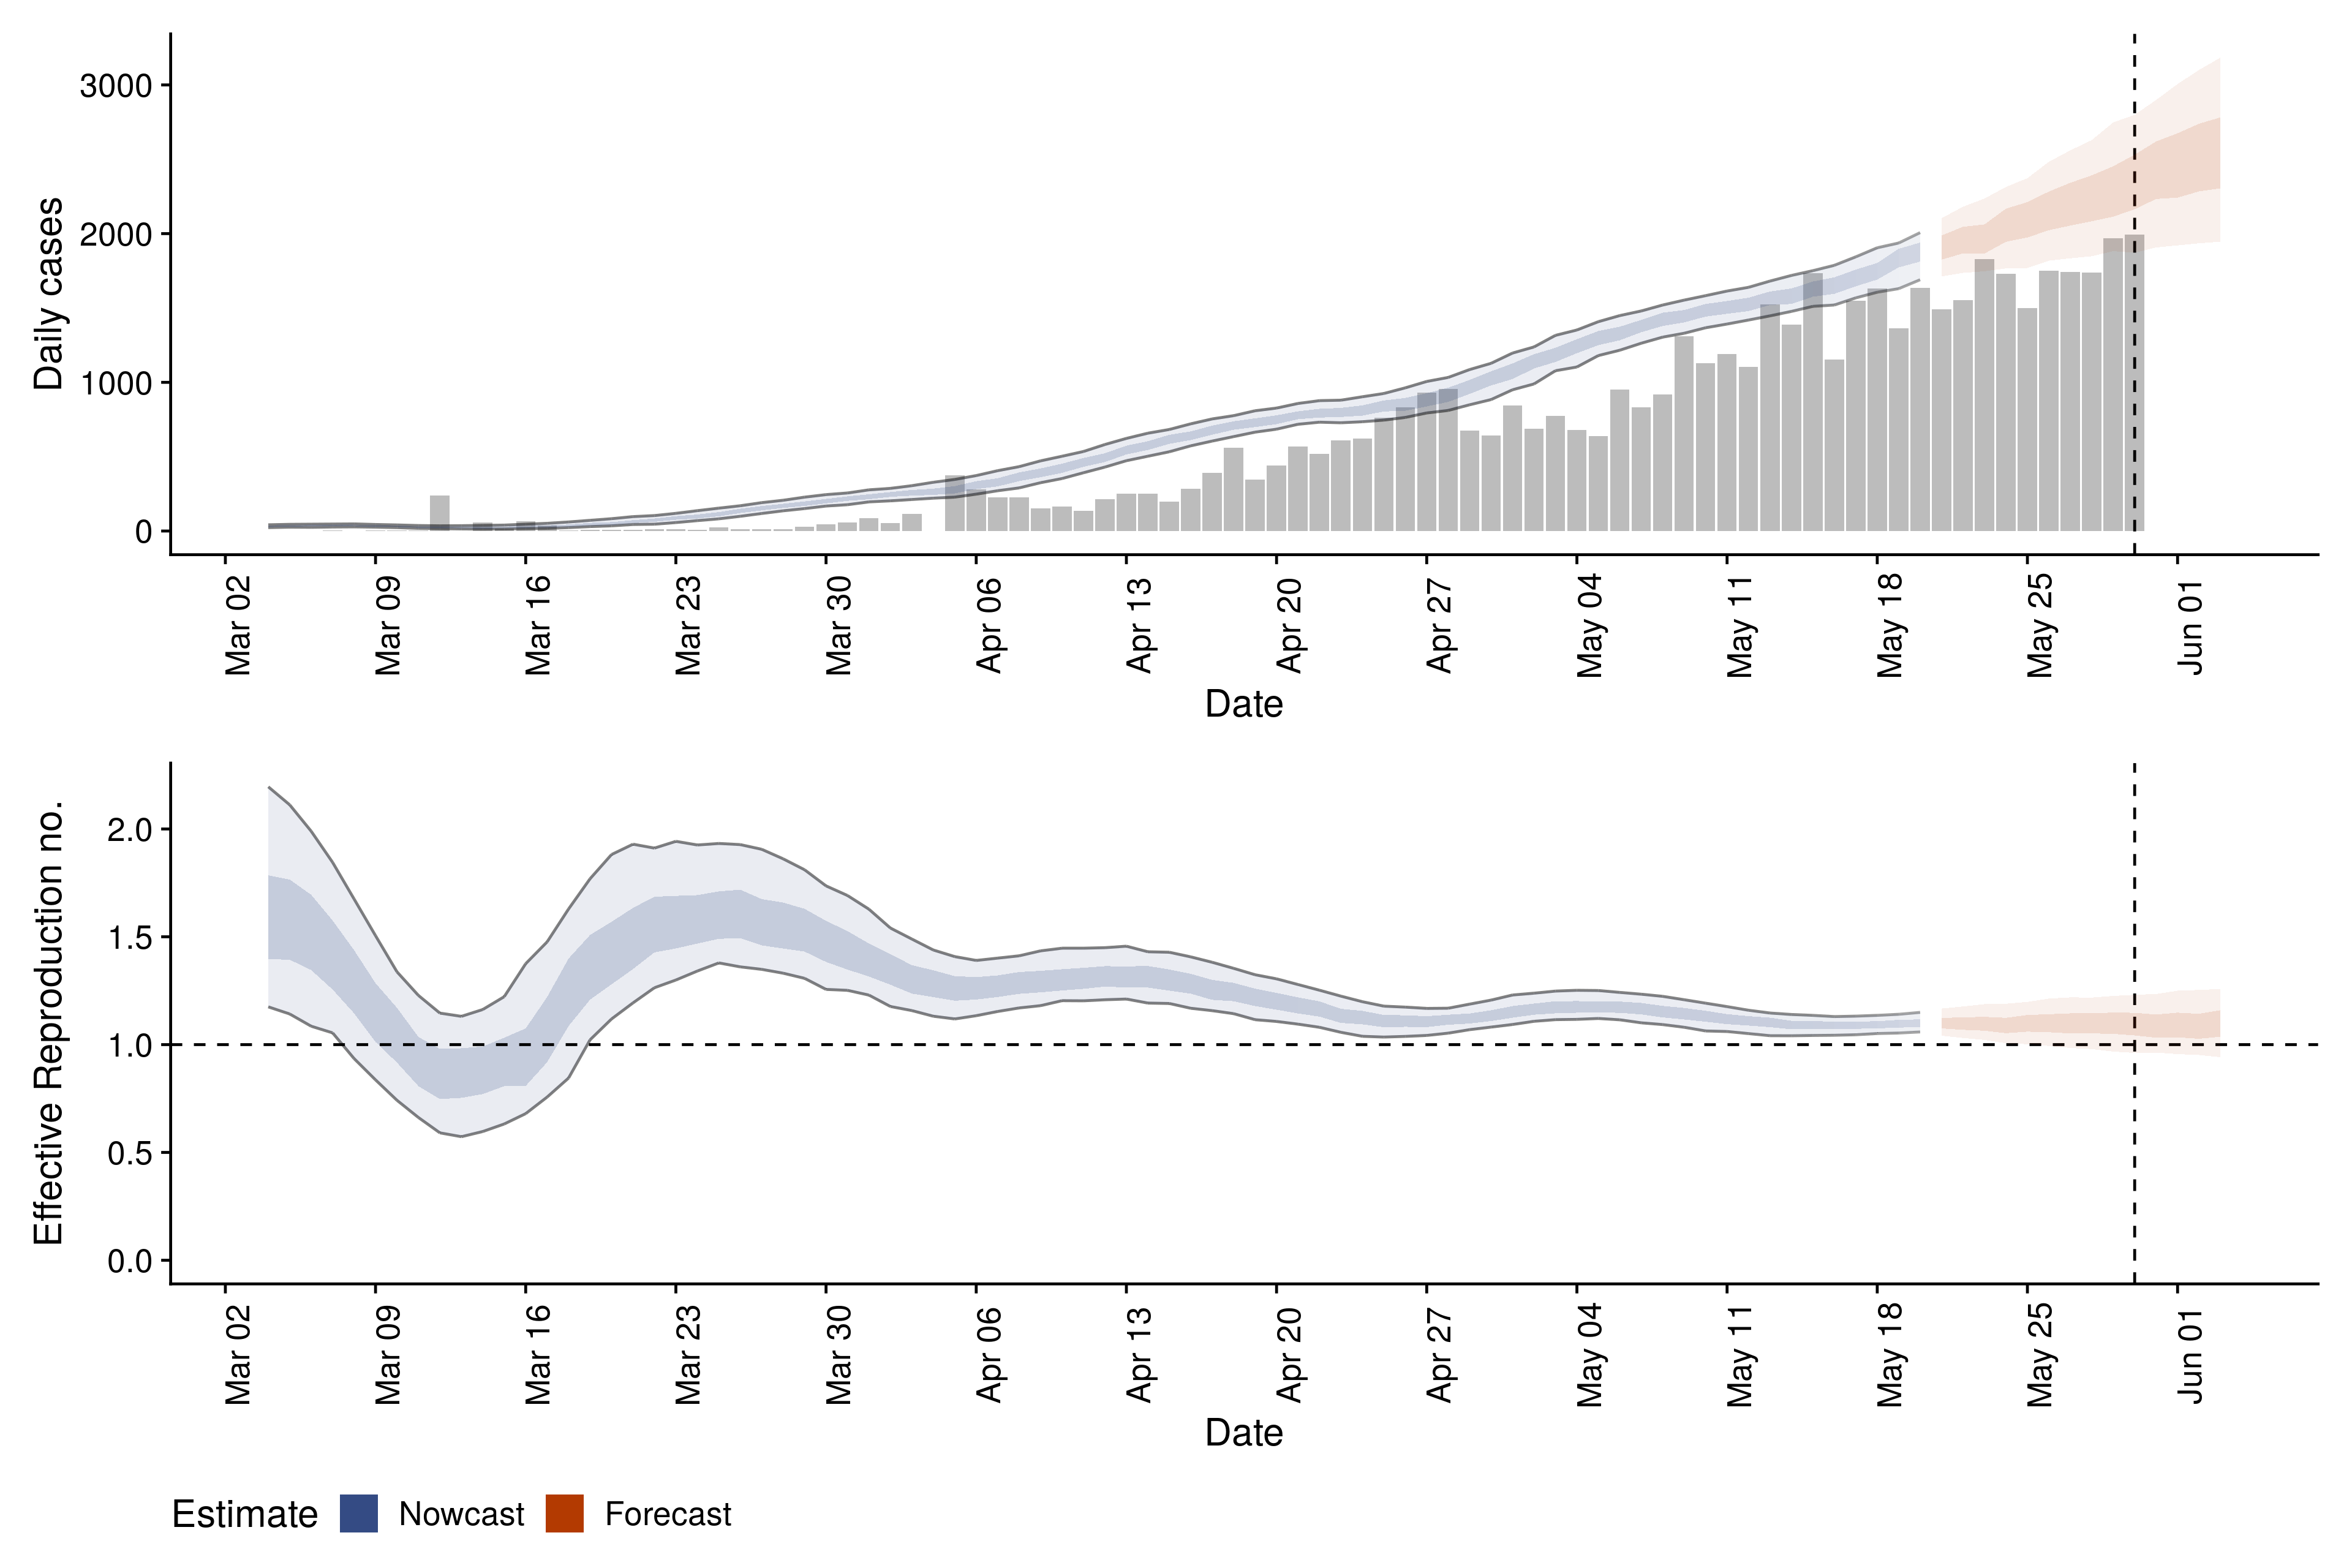 Daily cases
3000
2000
1000
0
Mar 02
Mar 09
Mar 16
Mar 23
Mar 30
Apr 06
Apr 13
Apr 20
Apr 27
May 04
May 11
May 18
May 25
Jun 01
Date
Effective Reproduction no.
2.0
1.5
1.0
0.5
0.0
Mar 02
Mar 09
Mar 16
Mar 23
Mar 30
Apr 06
Apr 13
Apr 20
Apr 27
May 04
May 11
May 18
May 25
Jun 01
Date
Estimate Nowcast Forecast